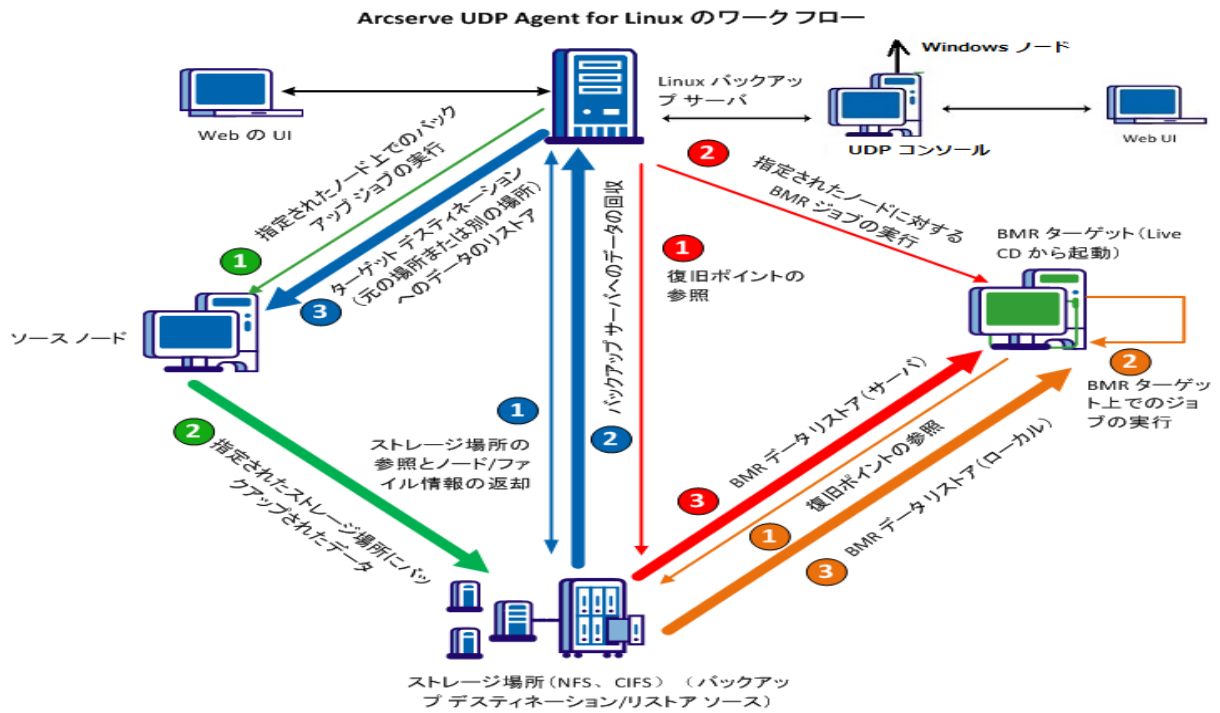 Arcserve UDP Agent for Linux のワークフロー
Windows ノード
Linux バックアッ
プ サーバ
Web の UI
UDP コンソール
Web UI
指定されたノード上でのバック
アップ ジョブの実行
1
ターゲット デスティネーション
(元の場所または別の場所)
へのデータのリストア
3
バックアップ サーバへのデータの回収
2
指定されたノードに対する
BMR ジョブの実行
2
1
復旧ポイントの
参照
BMR ターゲット(Live
CD から起動)
ソース ノード
2
BMR ターゲッ
ト上でのジョ
ブの実行
1
ストレージ場所の
参照とノード/ファ
イル情報の返却
2
指定されたストレージ場所にバッ
クアップされたデータ
BMR データリストア(サーバ)
3
復旧ポイントの参照
1
BMR データリストア(ローカル)
3
ストレージ場所(NFS、CIFS) (バックアッ
プ デスティネーション/リストア ソース)